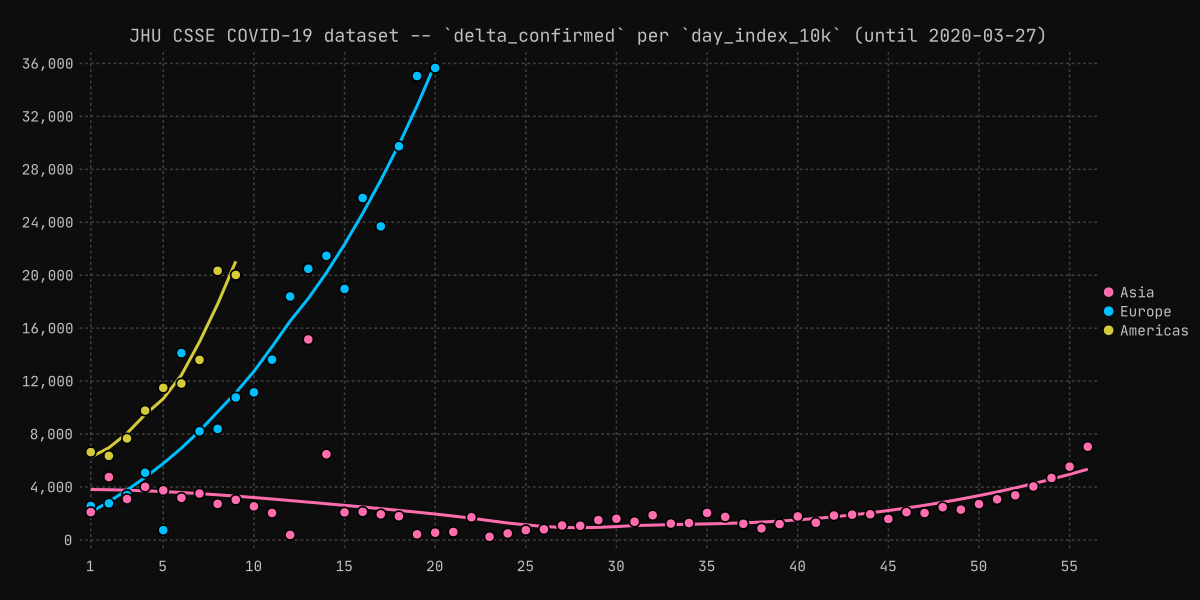 JHU CSSE COVID-19 dataset -- `delta_confirmed` per `day_index_10k` (until 2020-03-27)
36,000
32,000
28,000
24,000
20,000
16,000
12,000
8,000
4,000
0
1 5 10 15 20 25 30 35 40 45 50 55
Asia
Europe
Americas